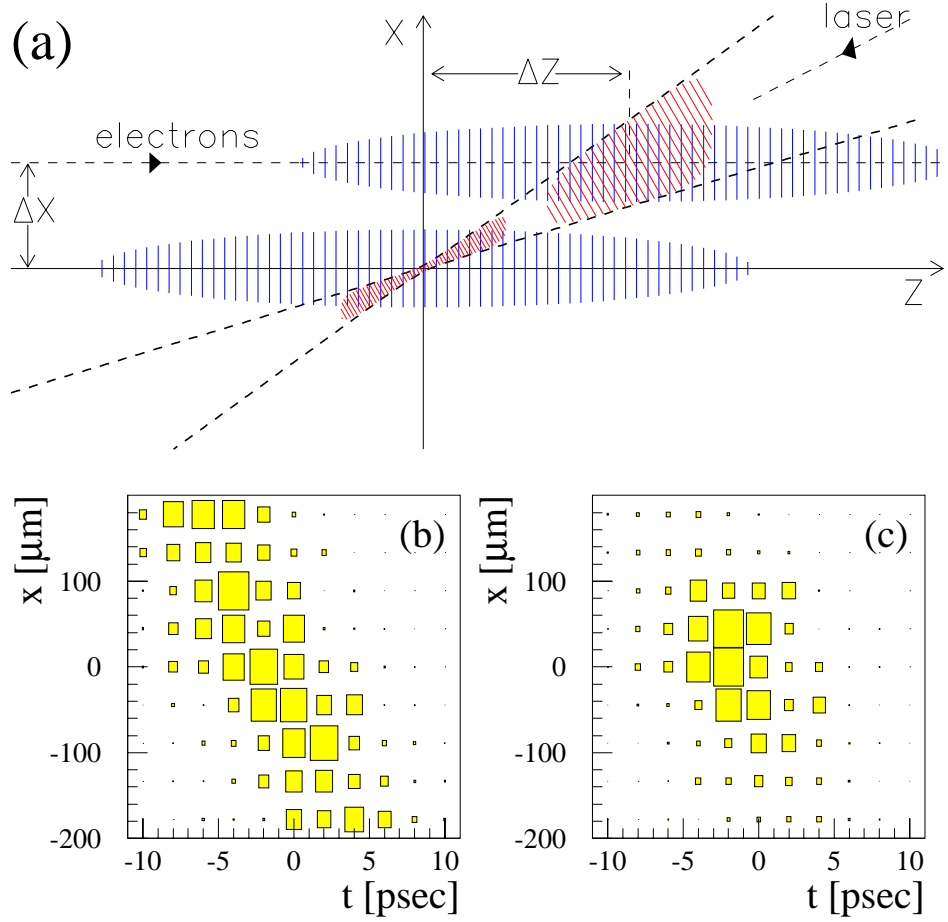 (a)
X
laser
ΔZ
electrons
ΔX
Z
(b)
x [μm]
100
0
-100
-200
-10
-5
0
5
10
t [psec]
(c)
x [μm]
100
0
-100
-200
-10
-5
0
5
10
t [psec]